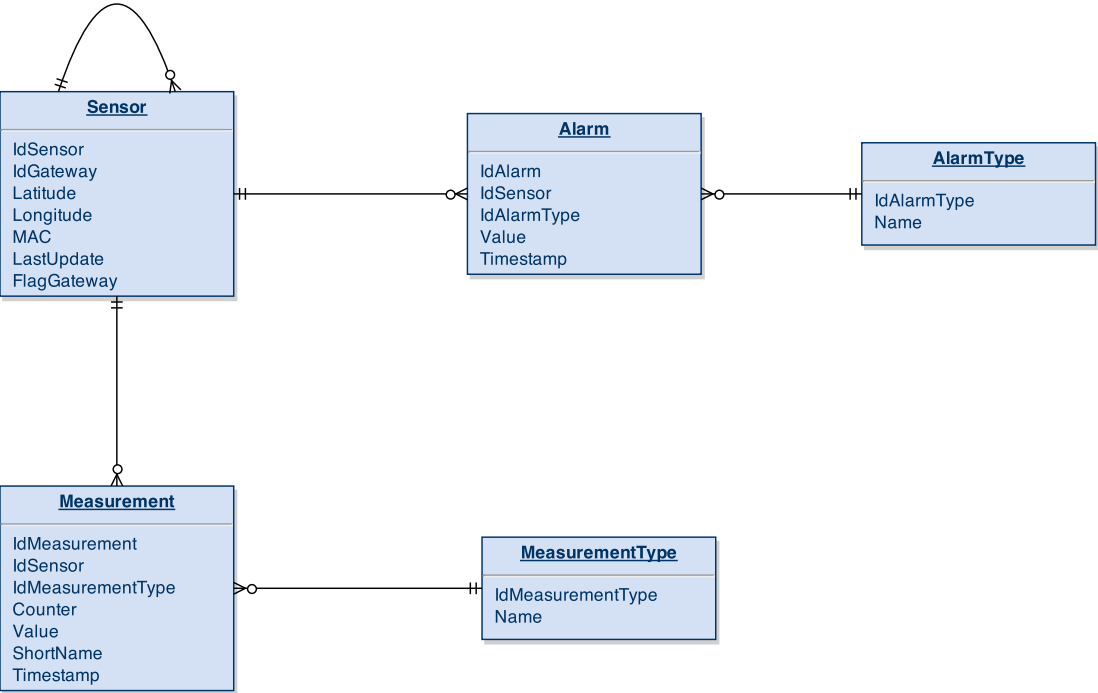 Sensor
IdSensor
IdGateway
Latitude
Longitude
MAC
LastUpdate
FlagGateway
Alarm
IdAlarm
IdSensor
IdAlarmType
Value
Timestamp
AlarmType
IdAlarmType
Name
Measurement
IdMeasurement
IdSensor
IdMeasurementType
Counter
Value
ShortName
Timestamp
MeasurementType
IdMeasurementType
Name